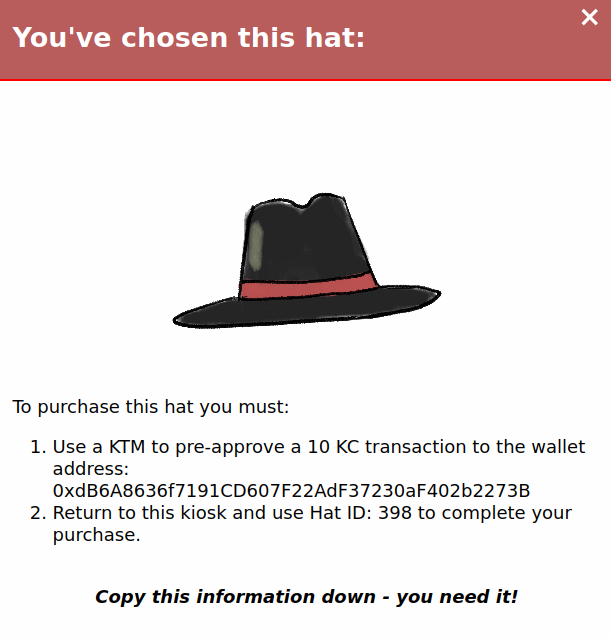 You've chosen this hat:
To purchase this hat you must:
1. Use a KTM to pre-approve a 10 KC transaction to the wallet
address:
0xdB6A8636f7191CD607F22AdF37230aF402b2273B
2. Return to this kiosk and use Hat ID: 398 to complete your
purchase.
Copy this information down - you need it!